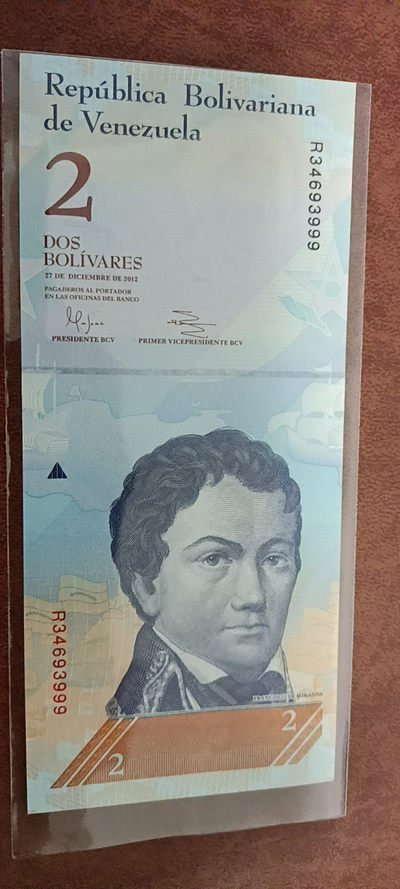 República Bolivariana
de Venezuela
R34693999
2
DOS
BOLÍVARES
27 DE DICIEMBRE DE 2012
PAGADEROS AL PORTADOR
EN LAS OFICINAS DEL BANCO
PRESIDENTE BCV
PRIMER VICEPRESIDENTE BCV
R34693999
FRANCISCO DE MIRANDA
2
2